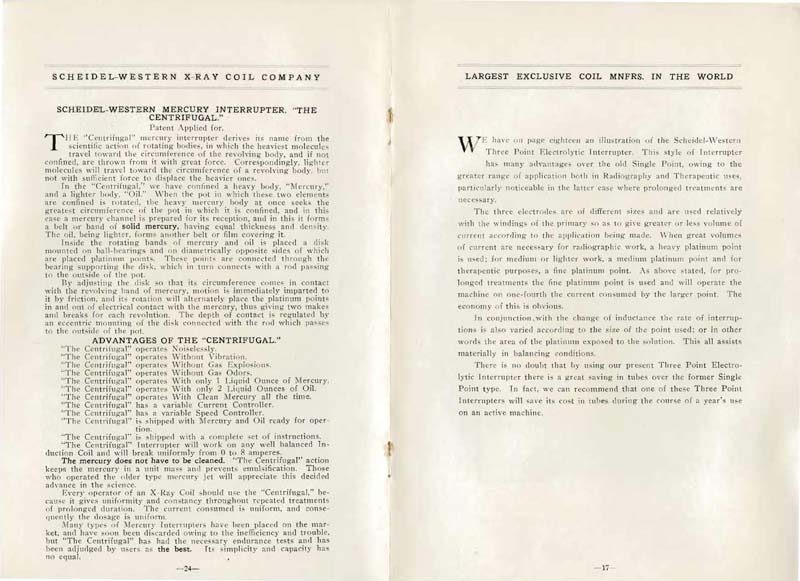 SCHEIDEL-WESTERN X-RAY COIL COMPANY
SCHEIDEL-WESTERN MERCURY INTERRUPTER. "THE
CENTRIFUGAL."
Patent Applied for.
THE "Centrifugal" mercury interrupter derives its name from the
scientific action of rotating bodies, in which the heaviest molecules
travel toward the circumference of the revolving body, and if not
confined, are thrown from it with great force. Correspondingly, lighter
molecules will travel toward the circumference of a revolving body, but
not with sufficient force to displace the heavier ones.
In the "Centrifugal," we have confined a heavy body, "Mercury,"
and a lighter body, "Oil." When the pot in which these two elements
are confined is rotated, the heavy mercury body at once seeks the
greatest circumference of the pot in which it is confined, and in this
case a mercury channel is prepared for its reception, and in this it forms
a belt or band of solid mercury, having equal thickness and density.
The oil, being lighter, forms another belt or film covering it.
Inside the rotating bands of mercury and oil is placed a disk
mounted on ball-bearings and on diametrically opposite sides of which
are placed platinum points. These points are connected through the
bearing supporting the disk, which in turn connects with a rod passing
to the outside of the pot.
By adjusting the disk so that its circumference comes in contact
with the revolving band of mercury, motion is immediately imparted to
it by friction, and its rotation will alternately place the platinum points
in and out of electrical contact with the mercury, thus giving two makes
and breaks for each revolution. The depth of contact is regulated by
an eccentric mounting of the disk connected with the rod which passes
to the outside of the pot.
ADVANTAGES OF THE "CENTRIFUGAL."
"The Centrifugal" operates Noiselessly.
"The Centrifugal" operates Without Vibration.
"The Centrifugal" operates Without Gas Explosions.
"The Centrifugal" operates Without Gas Odors.
"The Centrifugal" operates With only 1 Liquid Ounce of Mercury.
"The Centrifugal" operates With only 2 Liquid Ounces of Oil.
"The Centrifugal" operates With Clean Mercury all the time.
"The Centrifugal" has a variable Current Controller.
"The Centrifugal" has a variable Speed Controller.
"The Centrifugal" is shipped with Mercury and Oil ready for oper-
tion.
"The Centrifugal" is shipped with a complete set of instructions.
"The Centrifugal" Interrupter will work on any well balanced In-
duction Coil and will break uniformly from 0 to 8 amperes.
The mercury does not have to be cleaned. "The Centrifugal" action
keeps the mercury in a unit mass and prevents emulsification. Those
who operated the older type mercury jet will appreciate this decided
advance in the science.
Every operator of an X-Ray Coil should use the "Centrifugal," be-
cause it gives uniformity and constancy throughout repeated treatments
of prolonged duration. The current consumed is uniform, and conse-
quently the dosage is uniform.
Many types of Mercury Interrupters have been placed on the mar-
ket, and have soon been discarded owing to the inefficiency and trouble,
but "The Centrifugal" has had the necessary endurance tests and has
been adjudged by users as the best. Its simplicity and capacity has
no equal.
—24—
LARGEST EXCLUSIVE COIL MNFRS. IN THE WORLD
WE have on page eighteen an illustration of the Scheidel-Western
Three Point Electrolytic Interrupter. This style of Interrupter
has many advantages over the old Single Point, owing to the
greater range of application both in Radiography and Therapeutic uses,
particularly noticeable in the latter case where prolonged treatments are
necessary.
The three electrodes are of different sizes and are used relatively
with the windings of the primary so as to give greater or less volume of
current according to the application being made. When great volumes
of current are necessary for radiographic work, a heavy platinum point
is used; for medium or lighter work, a medium platinum point and for
therapeutic purposes, a fine platinum point. As above stated, for pro-
longed treatments the fine platinum point is used and will operate the
machine on one-fourth the current consumed by the larger point. The
economy of this is obvious.
In conjunction with the change of inductance the rate of interrup-
tions is also varied according to the size of the point used; or in other
words the area of the platinum exposed to the solution. This all assists
materially in balancing conditions.
There is no doubt that by using our present Three Point Electro-
lytic Interrupter there is a great saving in tubes over the former Single
Point type. In fact, we can recommend that one of these Three Point
Interrupters will save its cost in tubes during the course of a year's use
on an active machine.
—17—